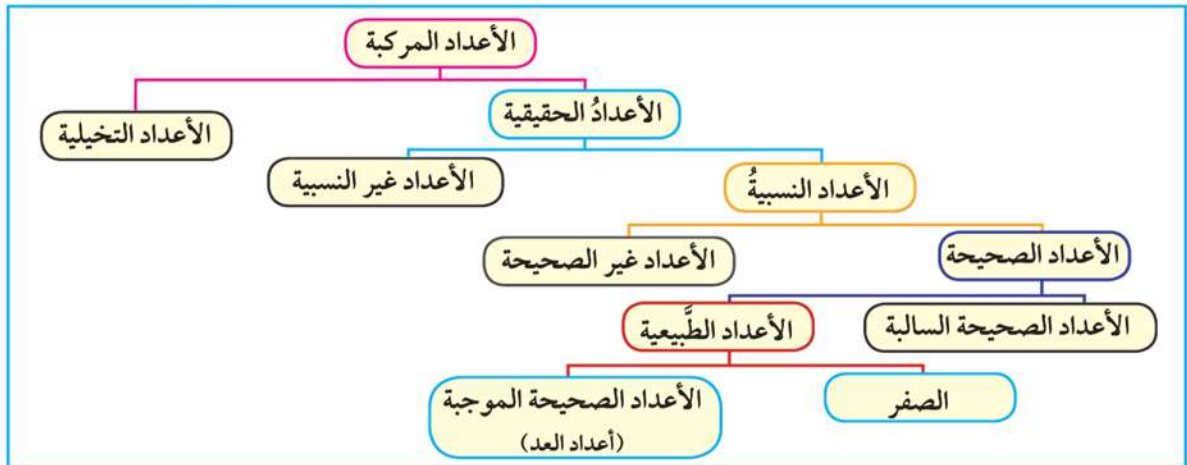 الأعداد المركبة
الأعدادُ الحقيقية
الأعداد التخيلية
الأعداد النسبيةُ
الأعداد غير النسبية
الأعداد الصحيحة
الأعداد غير الصحيحة
الأعداد الصحيحة السالبة
الأعداد الطَّبيعية
الصفر
الأعداد الصحيحة الموجبة
(أعداد العد)